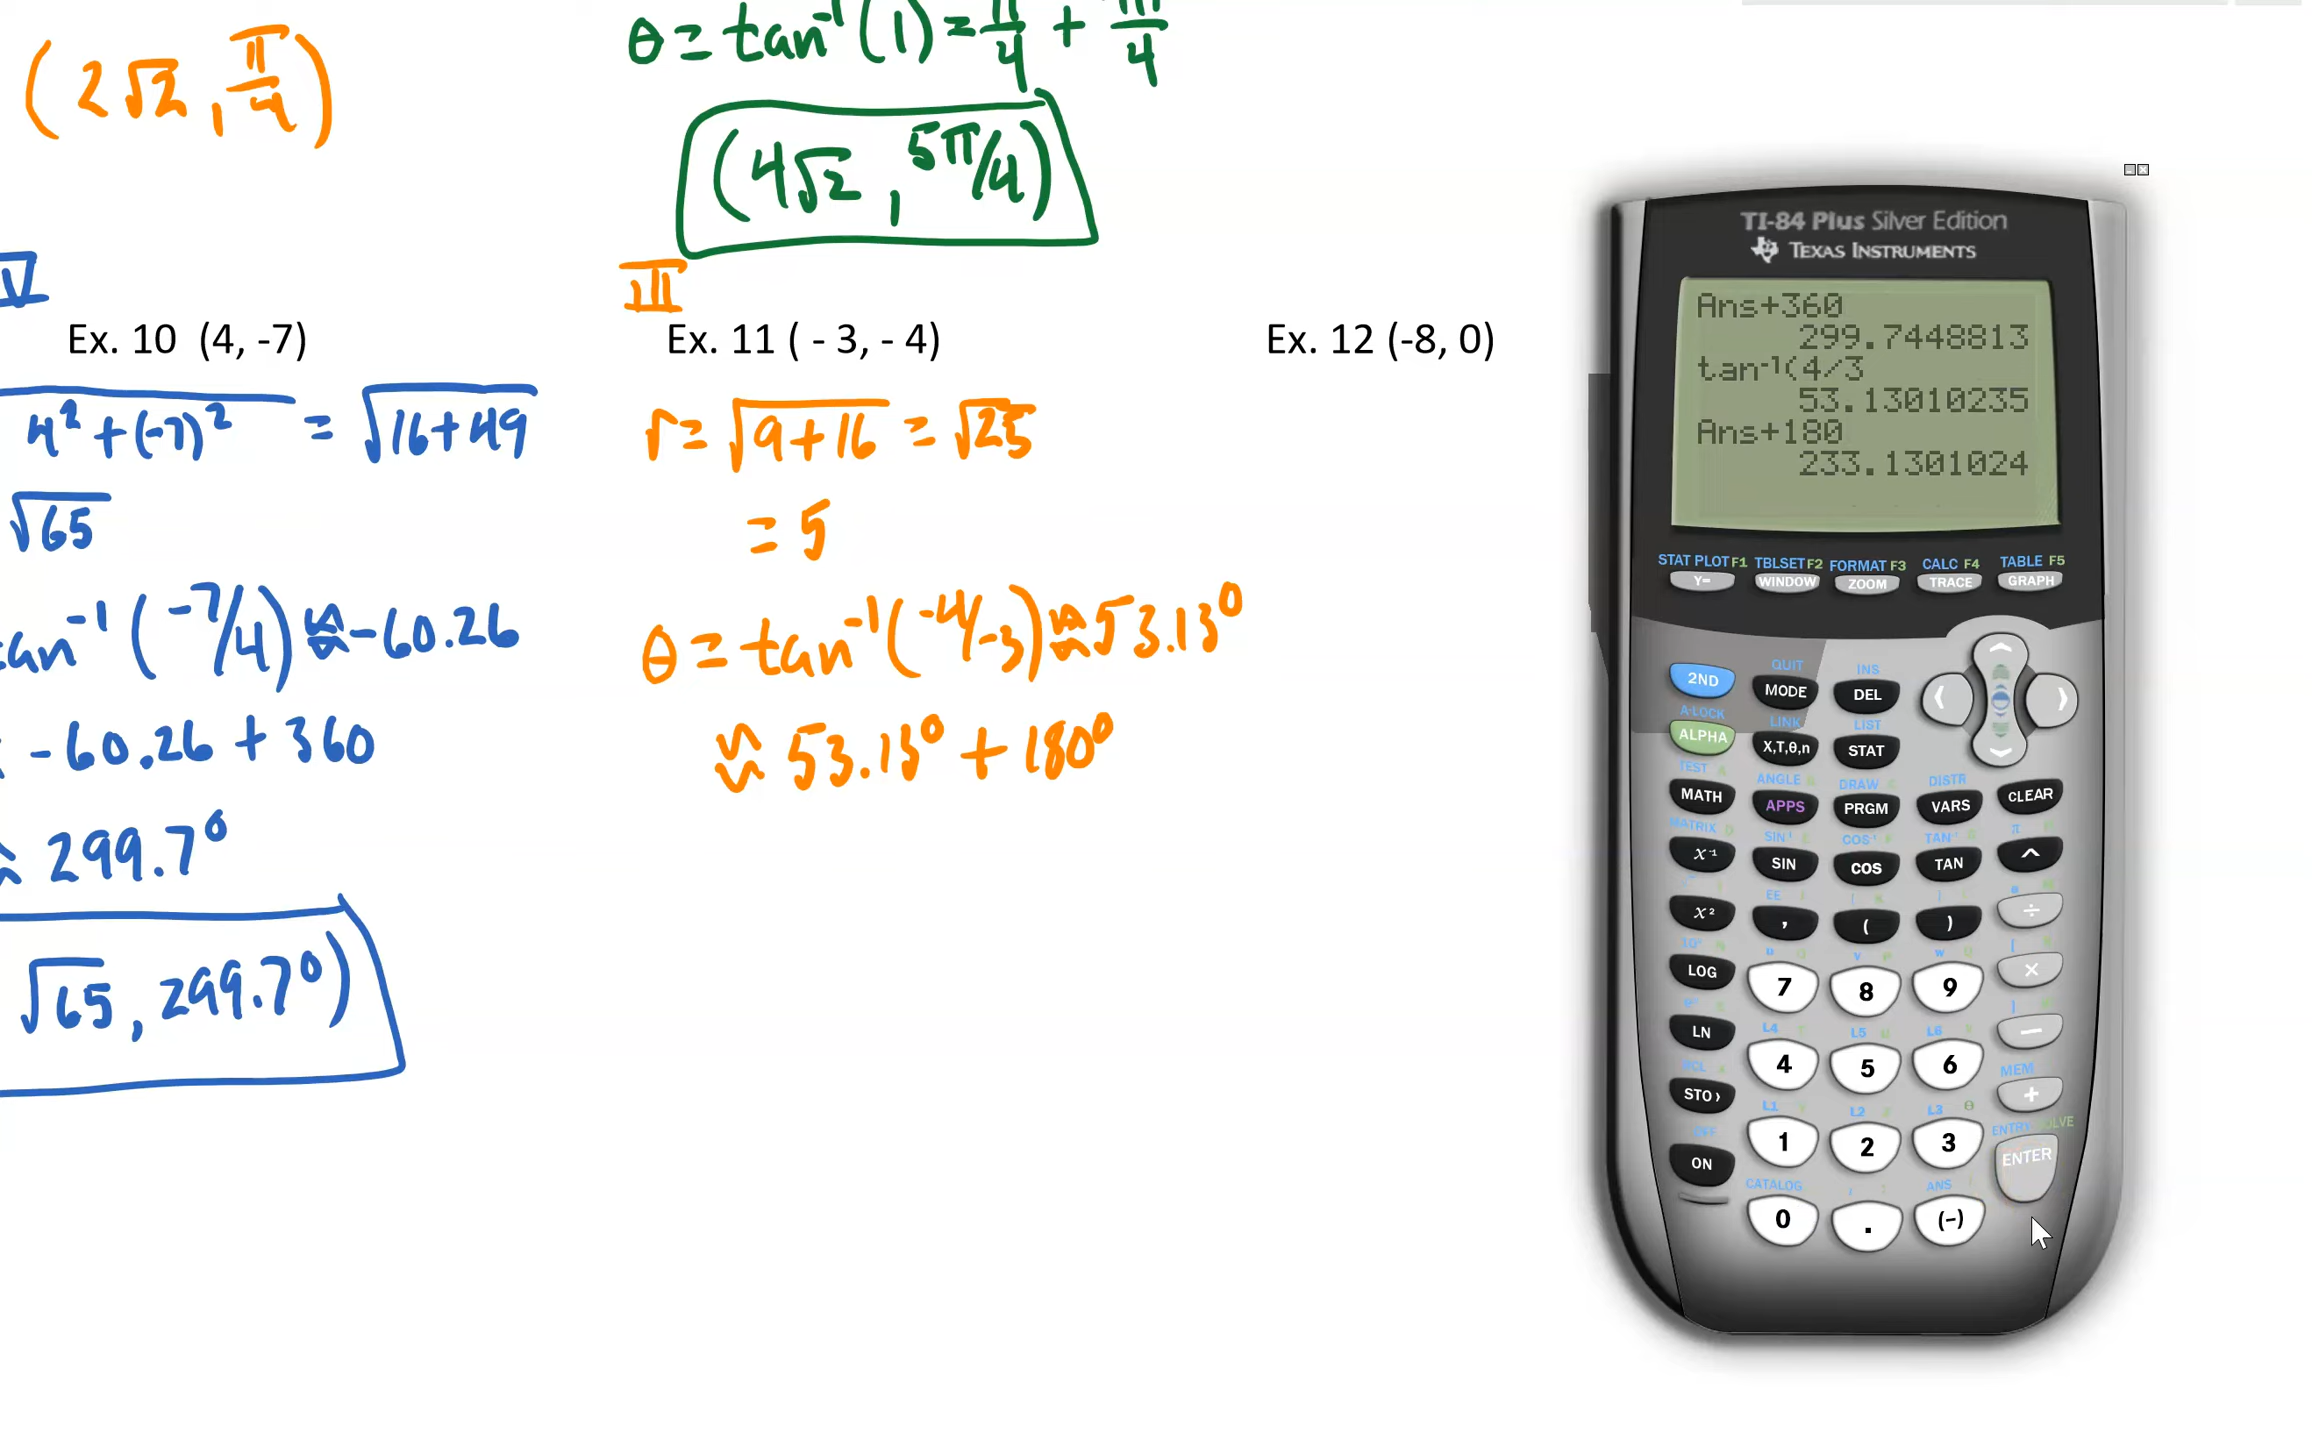 (2√2, π/4)
θ = tan⁻¹(1) = π/4 +
(4√2, 5π/4)
IV
Ex. 10 (4, -7)
4² + (-7)² = √16+49
√65
tan⁻¹(-7/4) ≈ -60.26
-60.26 + 360
≈ 299.7°
√65, 299.7°)
III
Ex. 11 ( - 3, - 4)
r = √9+16 = √25
= 5
θ = tan⁻¹(-4/-3) ≈ 53.13°
≈ 53.13° + 180°
Ex. 12 (-8, 0)
TI-84 Plus Silver Edition
TEXAS INSTRUMENTS
Ans+360
299.7448813
tan⁻¹(4/3
53.13010235
Ans+180
233.1301024
STAT PLOT F1 TBLSET F2 FORMAT F3 CALC F4 TABLE F5
Y= WINDOW ZOOM TRACE GRAPH
QUIT INS
2ND MODE DEL
A-LOCK LINK LIST
ALPHA X,T,θ,n STAT
TEST A ANGLE B DRAW C DISTR
MATH APPS PRGM VARS CLEAR
MATRIX D SIN⁻¹ E COS⁻¹ F TAN⁻¹ G π H
x⁻¹ SIN COS TAN ^
EE J { K } L
x² , ( ) ÷
10ˣ N u O v P w Q [
LOG 7 8 9 ×
eˣ S L4 T L5 U L6 V ]
LN 4 5 6 −
RCL X L1 Y L2 Z L3 θ MEM
STO› 1 2 3 +
OFF CATALOG i : ANS ENTRY SOLVE
ON 0 . (-) ENTER